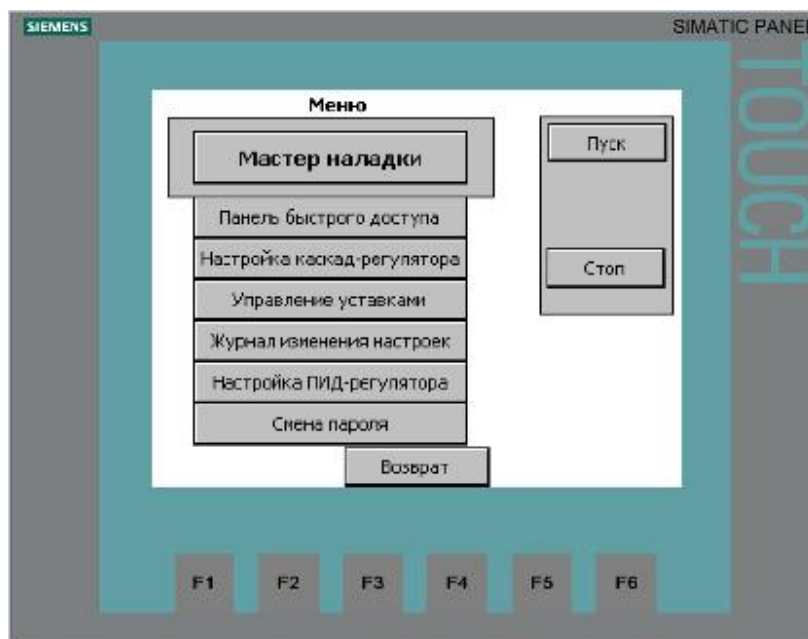 SIEMENS
SIMATIC PANEL
TOUCH
Меню
Мастер наладки
Панель быстрого доступа
Настройка каскад-регулятора
Управление уставками
Журнал изменения настроек
Настройка ПИД-регулятора
Смена пароля
Возврат
Пуск
Стоп
F1 F2 F3 F4 F5 F6